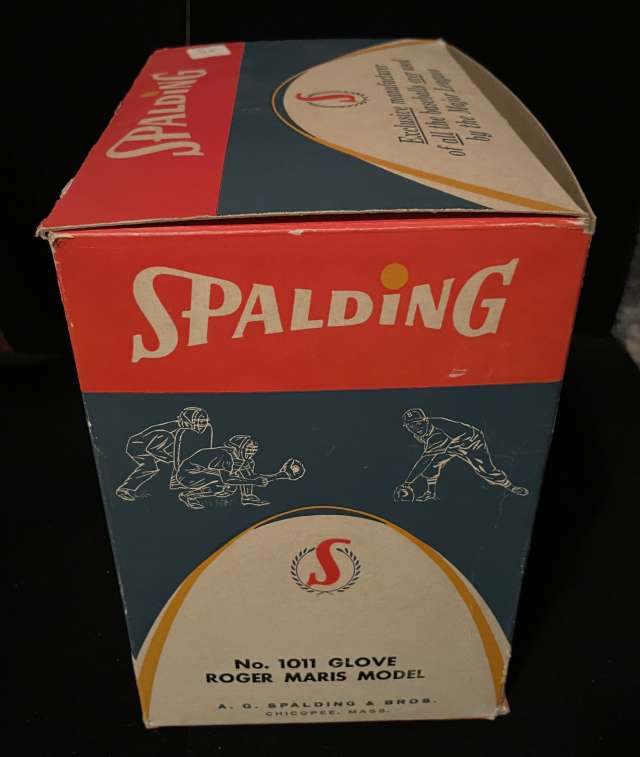 SPALDiNG
S
Exclusive manufacturer
of all the baseballs ever used
by the Major Leagues
SPALDiNG
S
No. 1011 GLOVE
ROGER MARIS MODEL
A. G. SPALDING & BROS.
CHICOPEE, MASS.